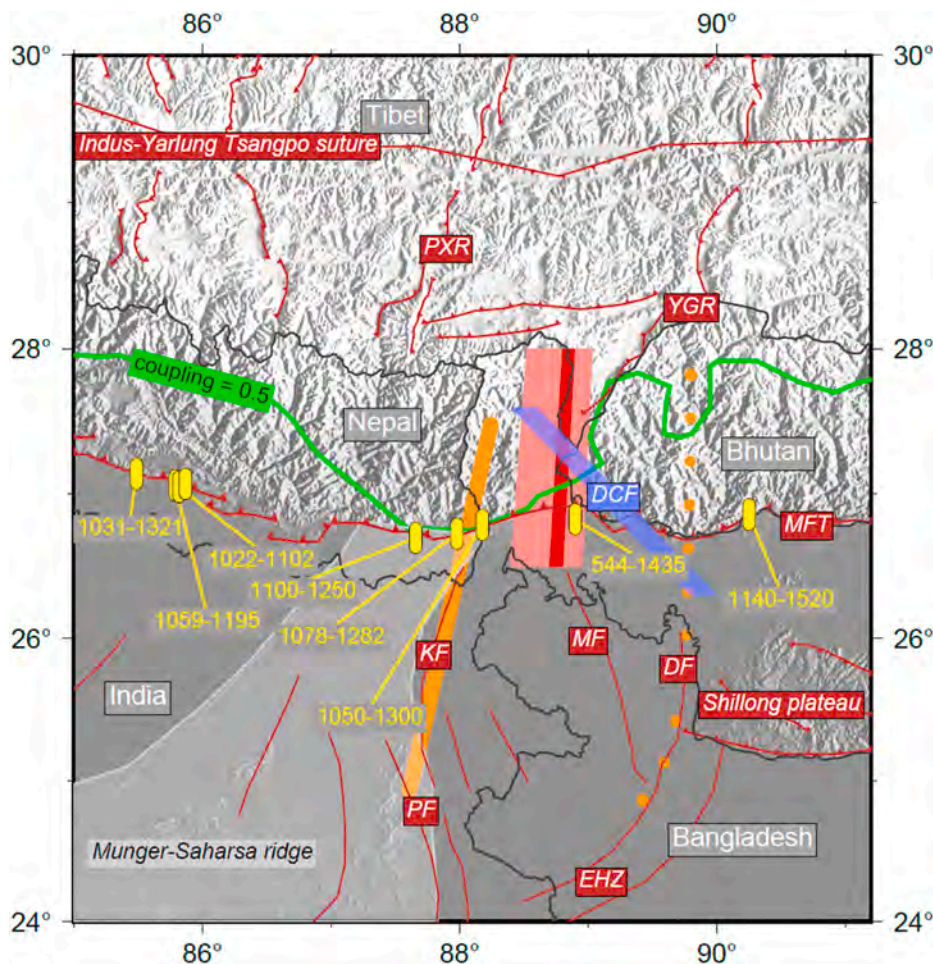 86°
88°
90°
30°
30°
Tibet
Indus-Yarlung Tsangpo suture
PXR
YGR
28°
28°
coupling = 0.5
Nepal
Bhutan
DCF
MFT
1031-1321
1022-1102
544-1435
1100-1250
1140-1520
1059-1195
1078-1282
26°
26°
KF
MF
DF
India
Shillong plateau
1050-1300
PF
Bangladesh
Munger-Saharsa ridge
EHZ
24°
24°
86°
88°
90°